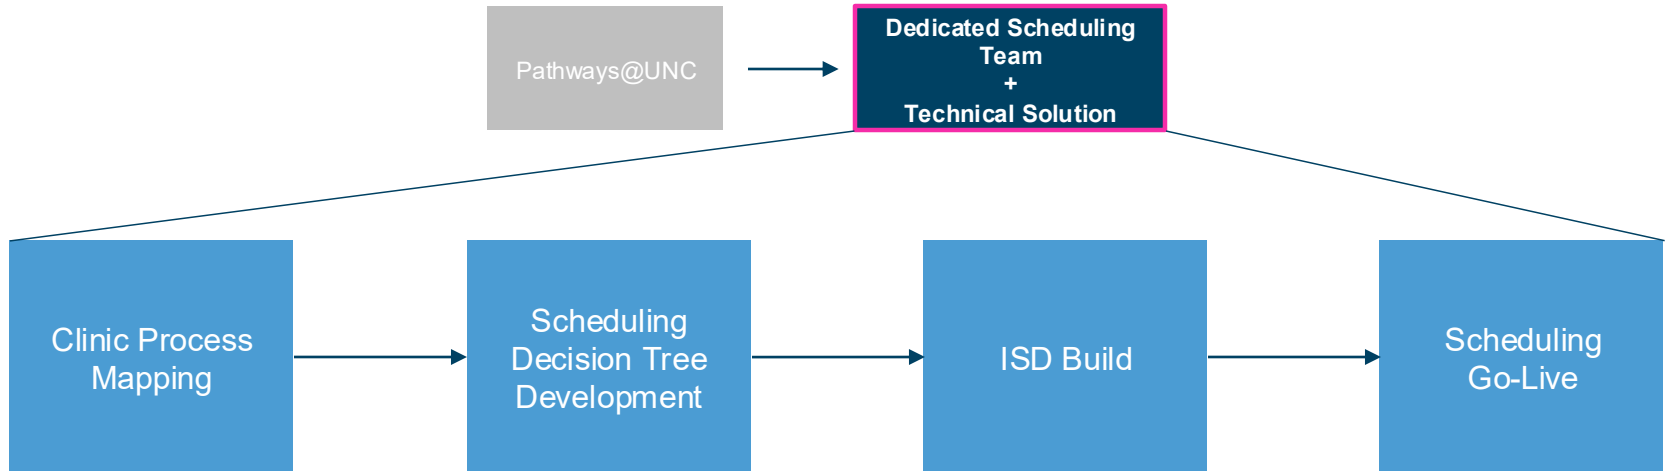 Pathways@UNC
Dedicated Scheduling
Team
+
Technical Solution
Clinic Process
Mapping
Scheduling
Decision Tree
Development
ISD Build
Scheduling
Go-Live